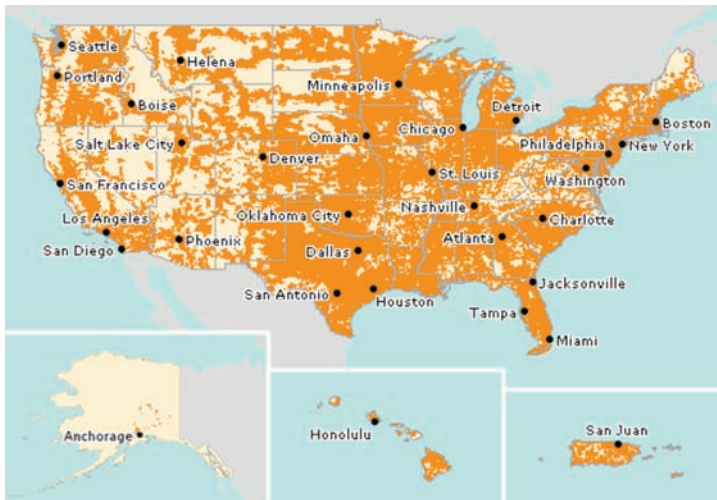 Seattle
Portland
Helena
Minneapolis
Boise
Detroit
Boston
Salt Lake City
Omaha
Chicago
Philadelphia
New York
Denver
St. Louis
Washington
San Francisco
Oklahoma City
Nashville
Charlotte
Los Angeles
Phoenix
Dallas
Atlanta
San Diego
San Antonio
Houston
Jacksonville
Tampa
Miami
Anchorage
Honolulu
San Juan